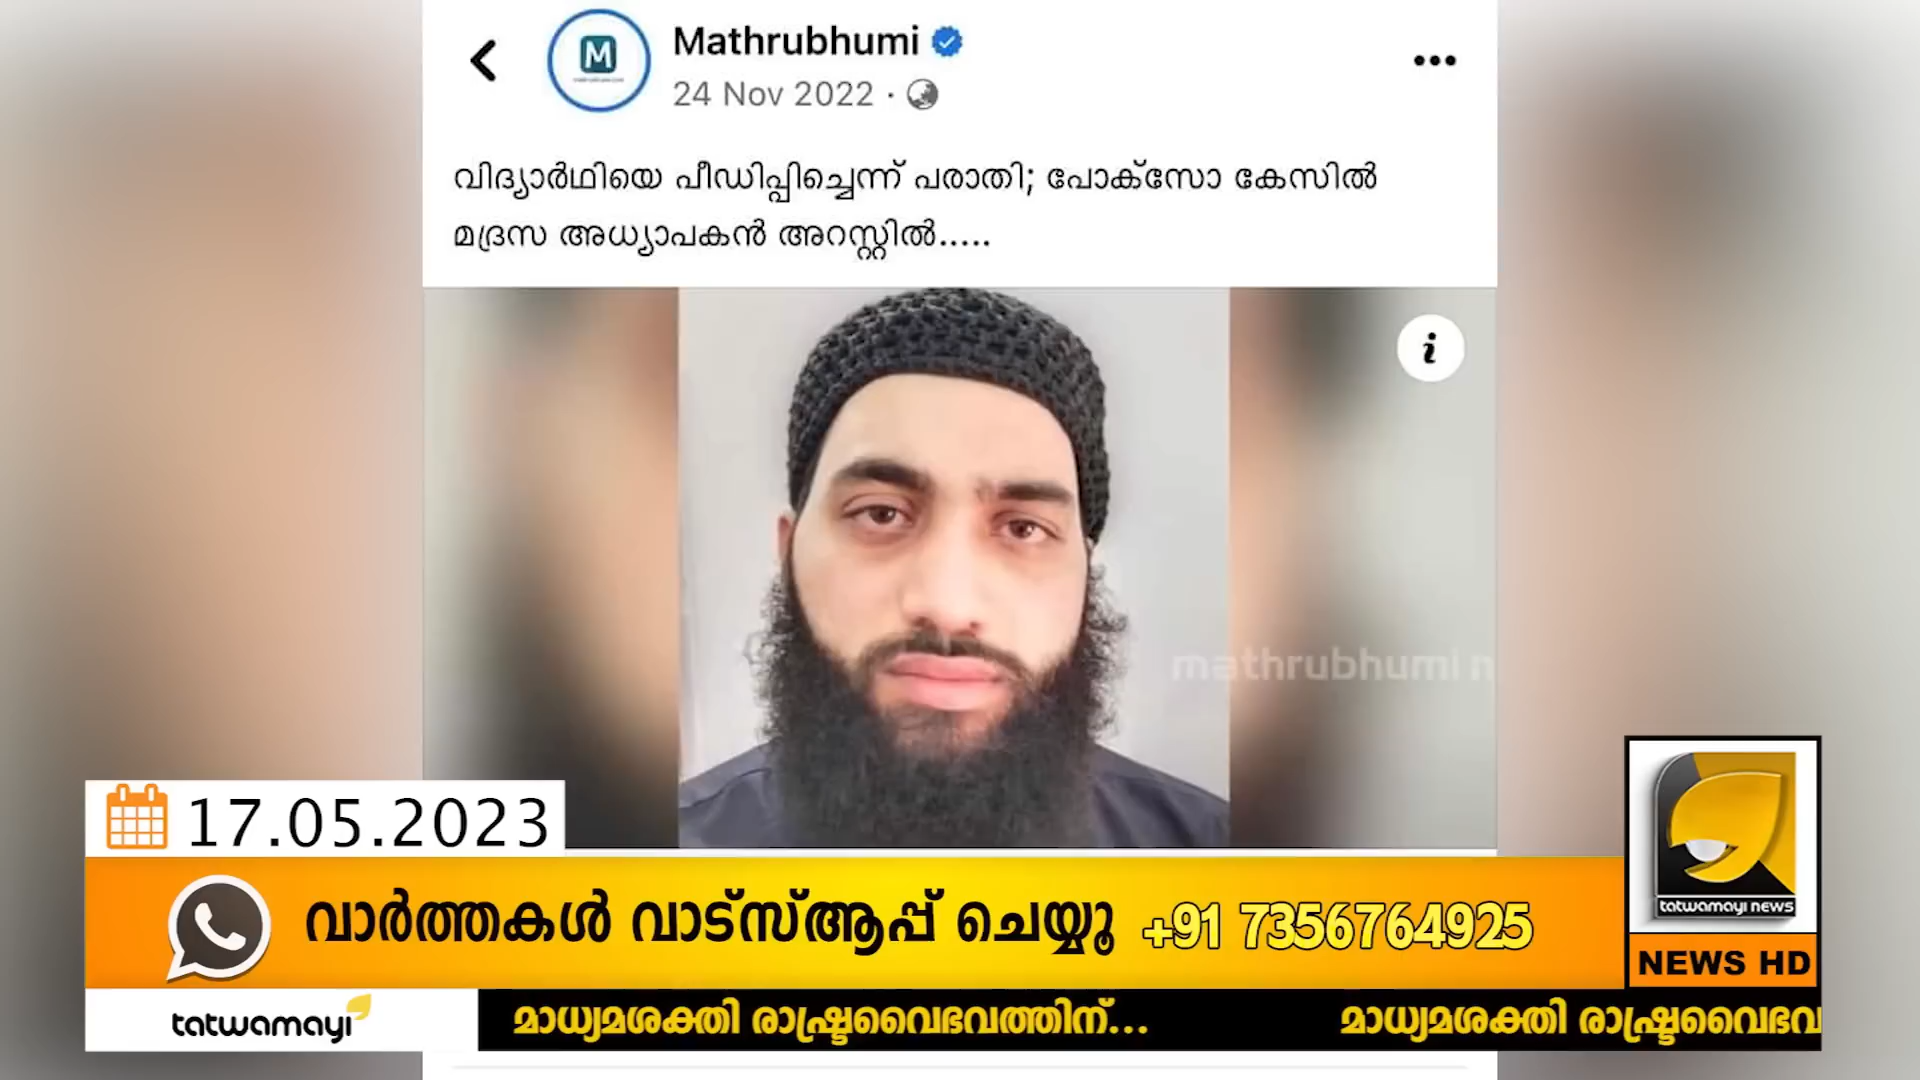 Mathrubhumi
24 Nov 2022 ·
വിദ്യാർഥിയെ പീഡിപ്പിച്ചെന്ന് പരാതി; പോക്സോ കേസിൽ
മദ്രസ അധ്യാപകൻ അറസ്റ്റിൽ.....
mathrubhumi n
17.05.2023
വാർത്തകൾ വാട്സ്ആപ്പ് ചെയ്യൂ +91 7356764925
tatwamayi news
NEWS HD
tatwamayi
മാധ്യമശക്തി രാഷ്ട്രവൈഭവത്തിന്... മാധ്യമശക്തി രാഷ്ട്രവൈഭവ